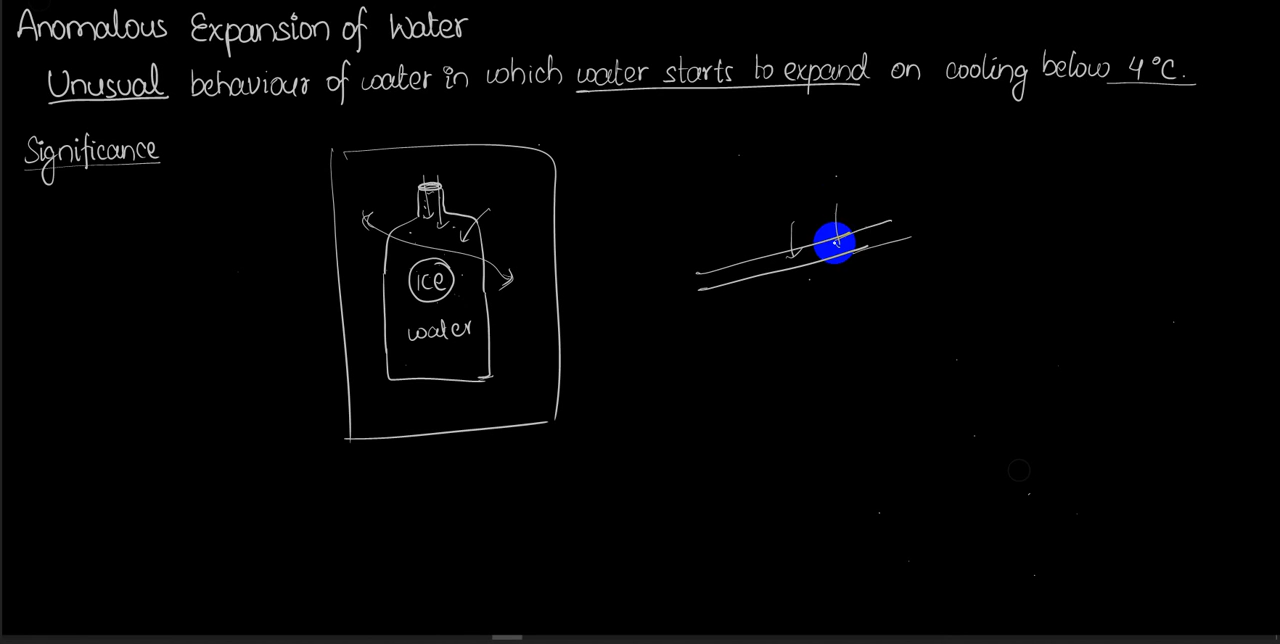 Anomalous Expansion of Water
Unusual behaviour of water in which water starts to expand on cooling below 4°C.
Significance
ice
water